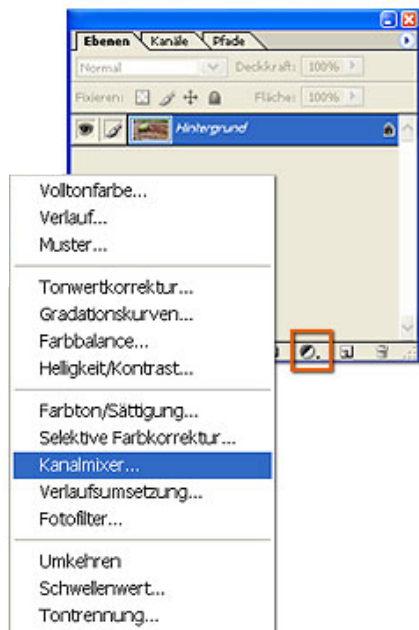 Ebenen Kanäle Pfade
Normal Deckkraft: 100%
Fixieren: Fläche: 100%
Hintergrund
Volltonfarbe...
Verlauf...
Muster...
Tonwertkorrektur...
Gradationskurven...
Farbbalance...
Helligkeit/Kontrast...
Farbton/Sättigung...
Selektive Farbkorrektur...
Kanalmixer...
Verlaufsumsetzung...
Fotofilter...
Umkehren
Schwellenwert...
Tontrennung...